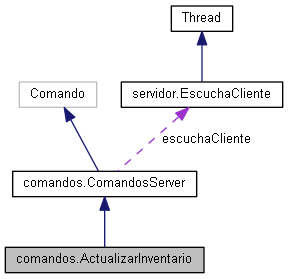 Thread
Comando
servidor.EscuchaCliente
escuchaCliente
comandos.ComandosServer
comandos.ActualizarInventario